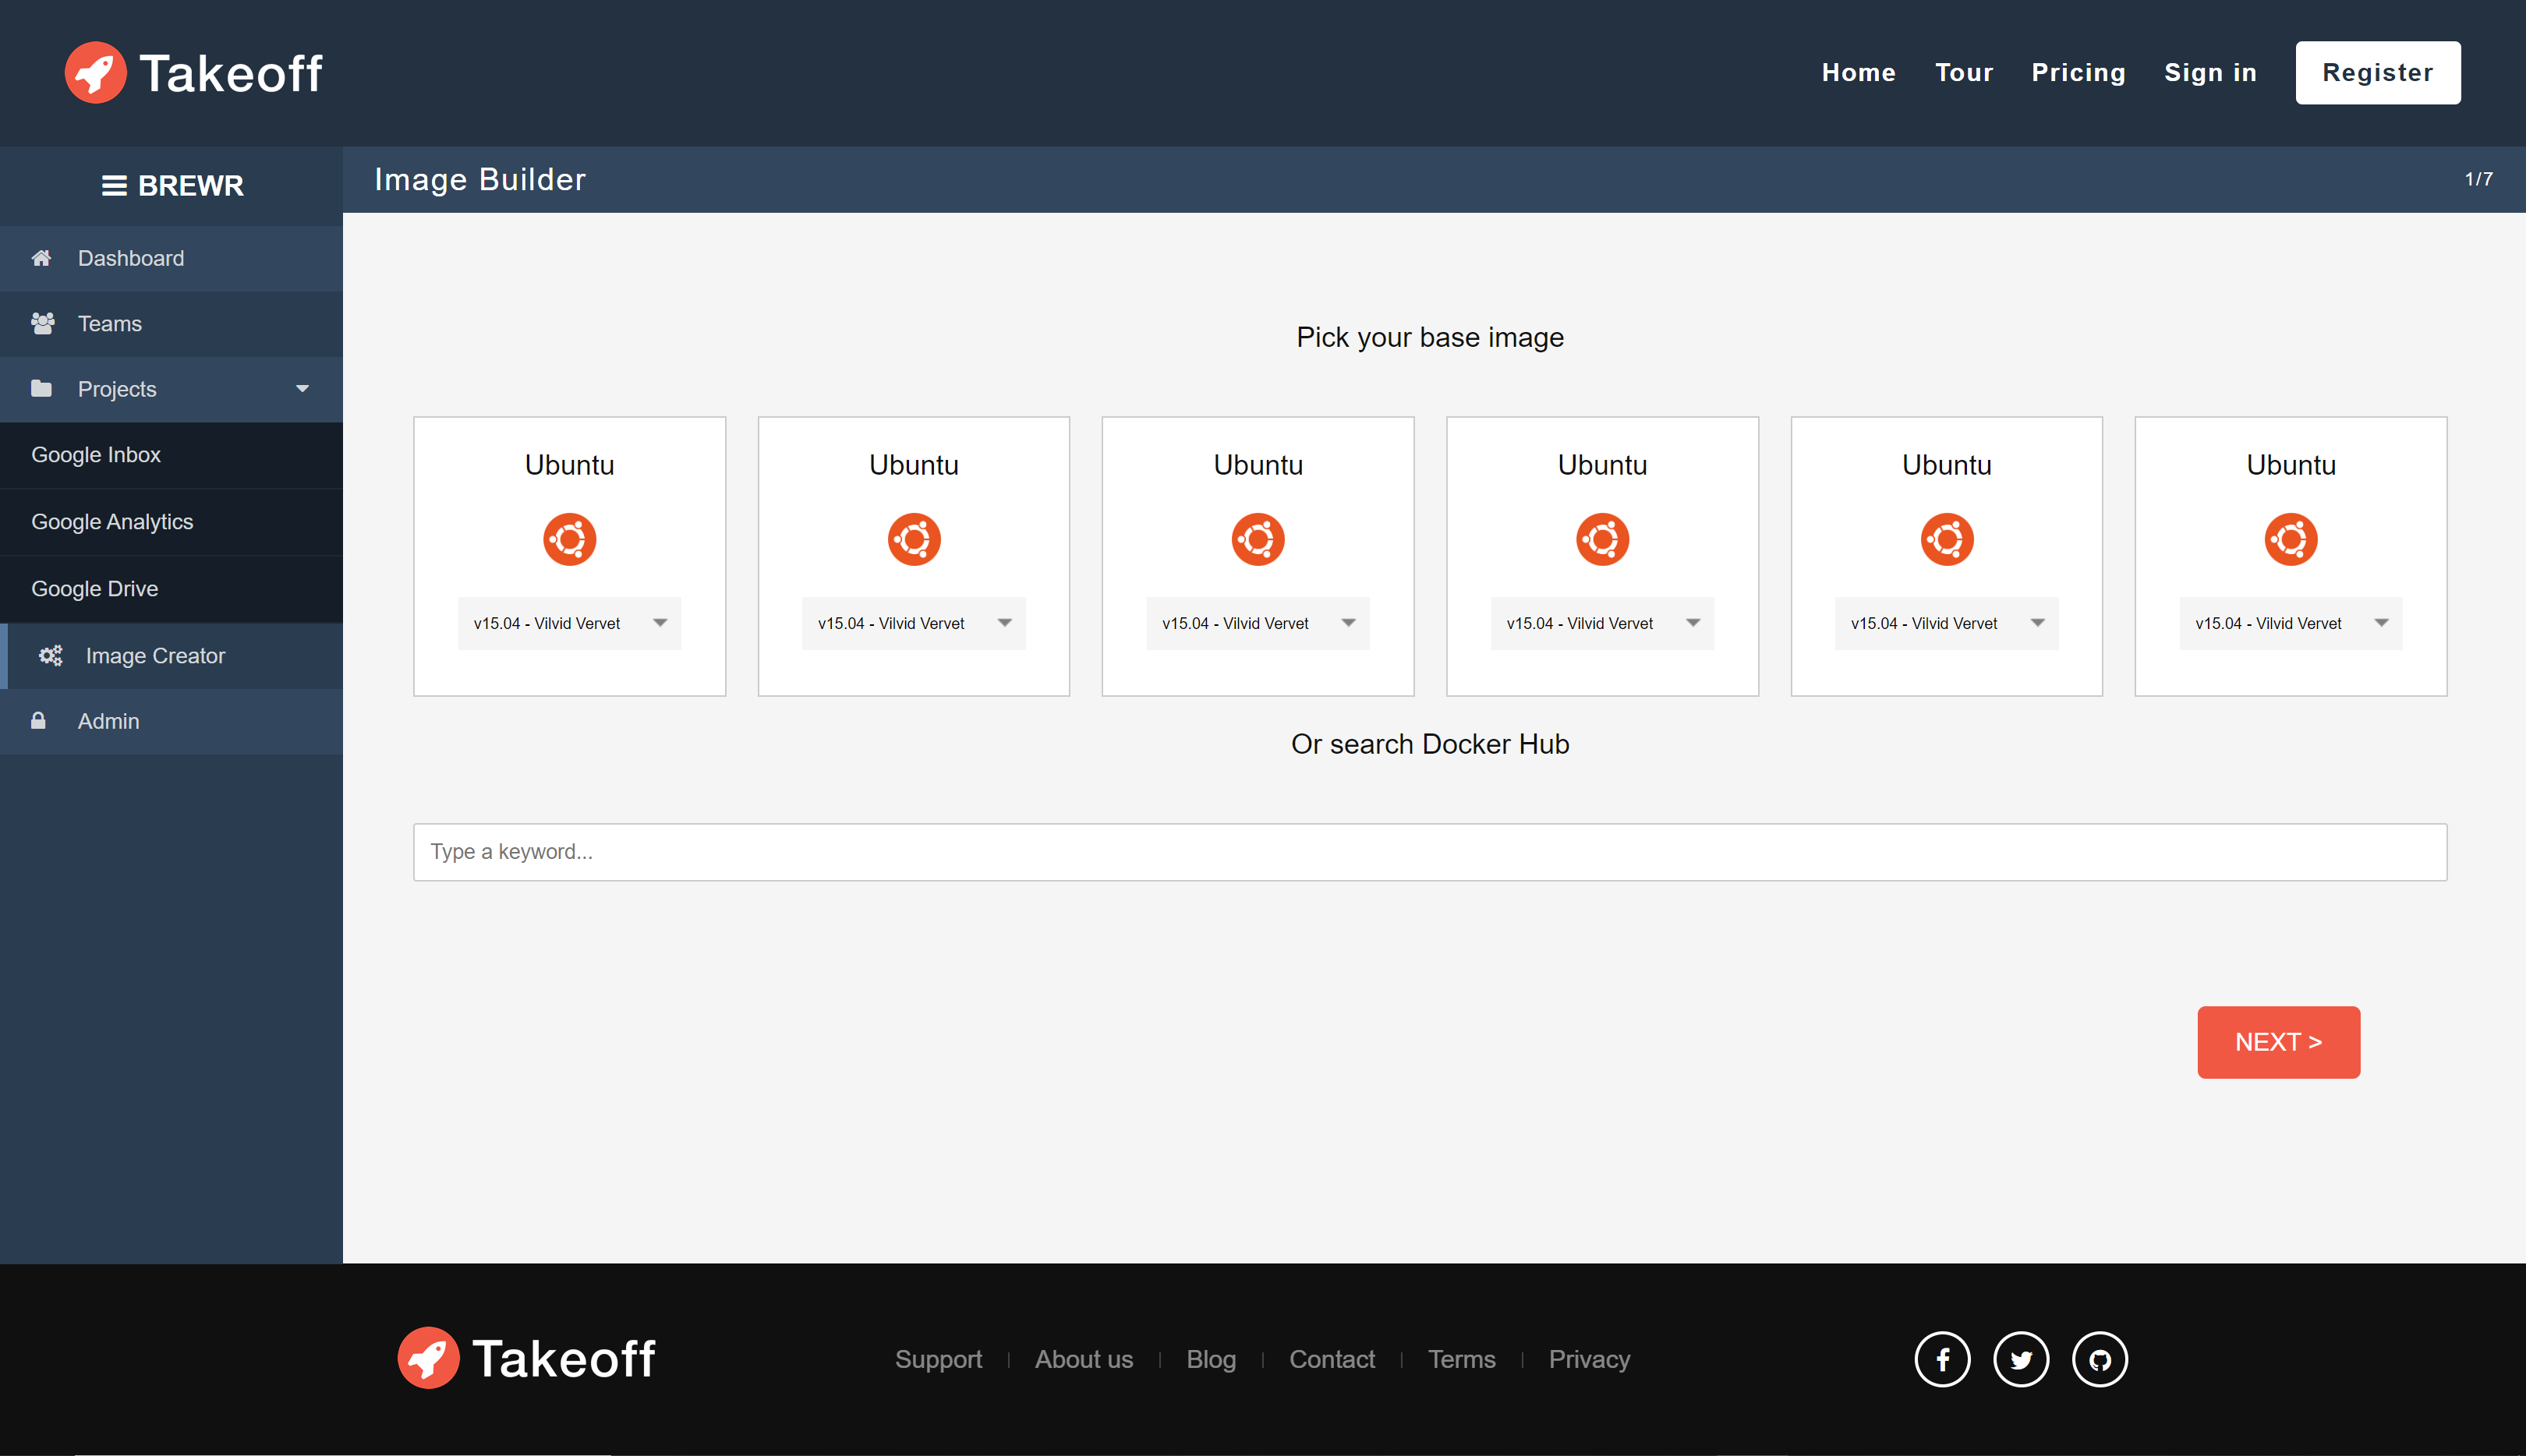 Takeoff
Home Tour Pricing Sign in Register
BREWR
Image Builder 1/7
Dashboard
Teams
Projects
Google Inbox
Google Analytics
Google Drive
Image Creator
Admin
Pick your base image
Ubuntu Ubuntu Ubuntu Ubuntu Ubuntu Ubuntu
v15.04 - Vilvid Vervet v15.04 - Vilvid Vervet v15.04 - Vilvid Vervet v15.04 - Vilvid Vervet v15.04 - Vilvid Vervet v15.04 - Vilvid Vervet
Or search Docker Hub
Type a keyword...
NEXT >
Takeoff
Support | About us | Blog | Contact | Terms | Privacy